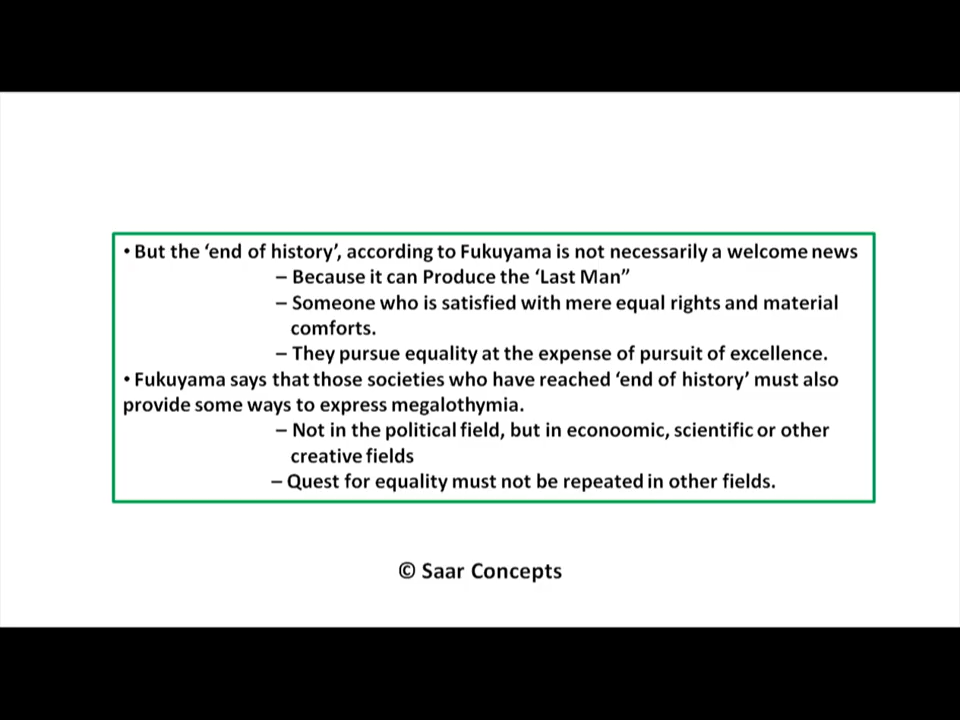 • But the ‘end of history’, according to Fukuyama is not necessarily a welcome news
– Because it can Produce the ‘Last Man”
– Someone who is satisfied with mere equal rights and material
comforts.
– They pursue equality at the expense of pursuit of excellence.
• Fukuyama says that those societies who have reached ‘end of history’ must also
provide some ways to express megalothymia.
– Not in the political field, but in econoomic, scientific or other
creative fields
– Quest for equality must not be repeated in other fields.
© Saar Concepts